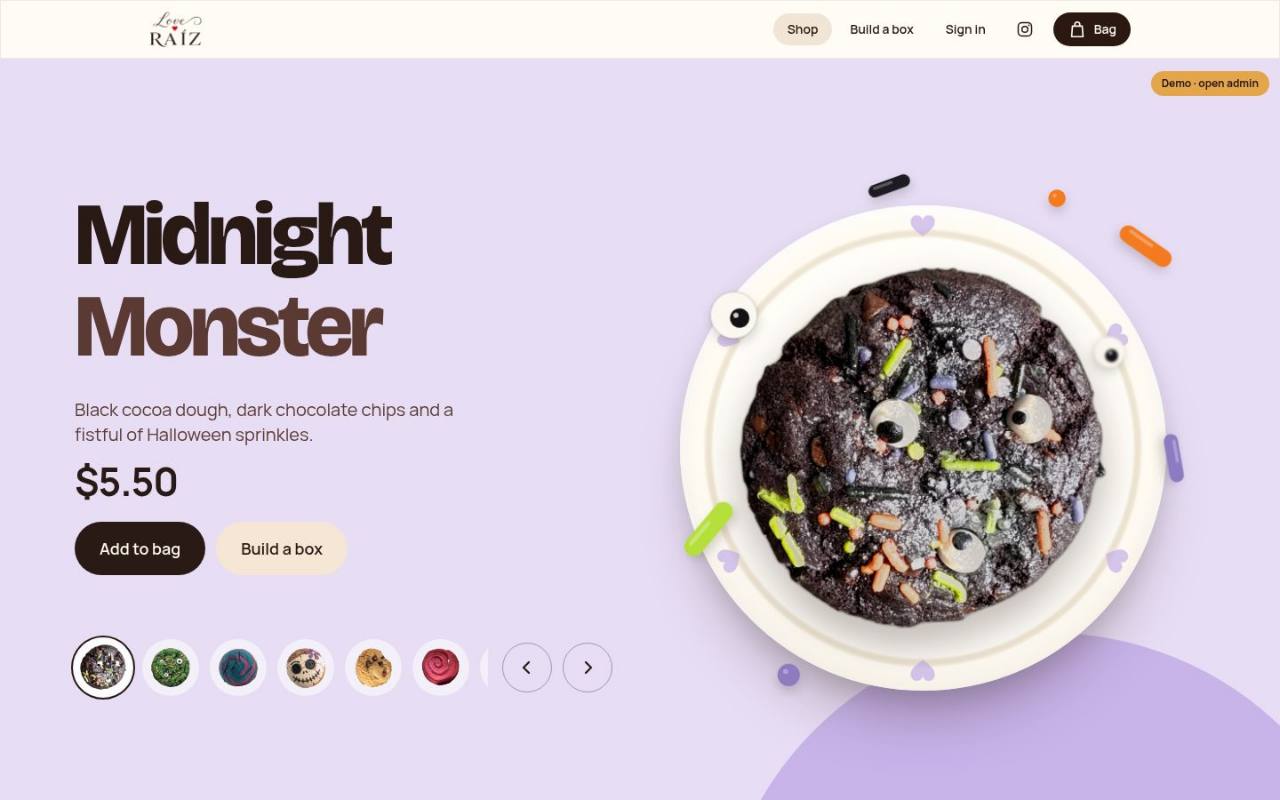 Love
RAÍZ
Shop
Build a box
Sign in
Bag
Demo · open admin
Midnight
Monster
Black cocoa dough, dark chocolate chips and a
fistful of Halloween sprinkles.
$5.50
Add to bag
Build a box